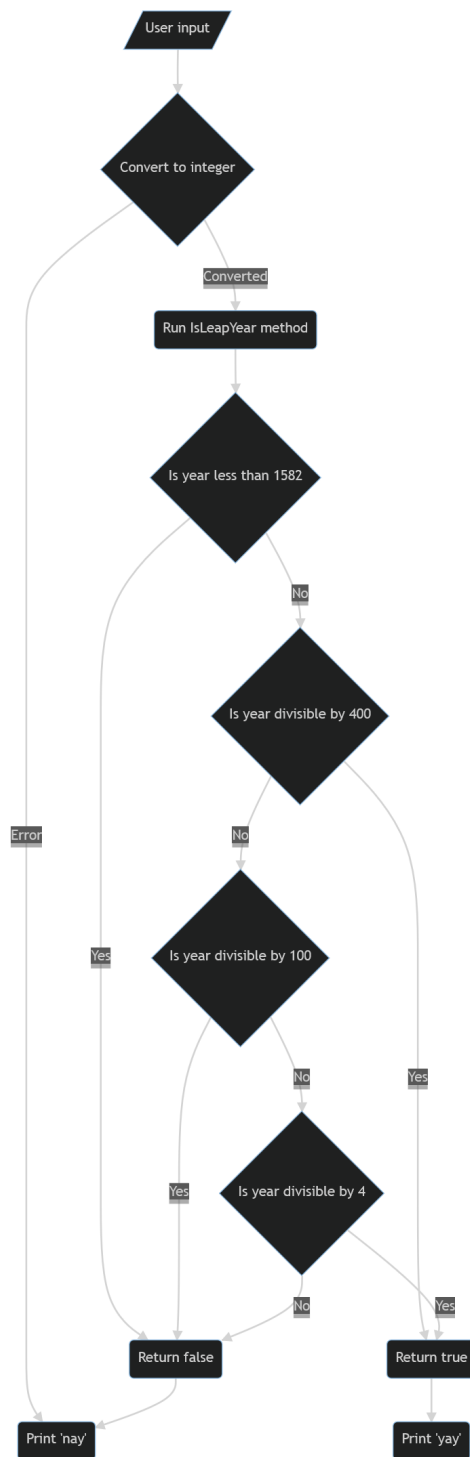 User input
Convert to integer
Converted
Run IsLeapYear method
Is year less than 1582
No
Is year divisible by 400
Error
No
Yes
Is year divisible by 100
No
Yes
Yes
Is year divisible by 4
No
Yes
Return false
Return true
Print 'nay'
Print 'yay'